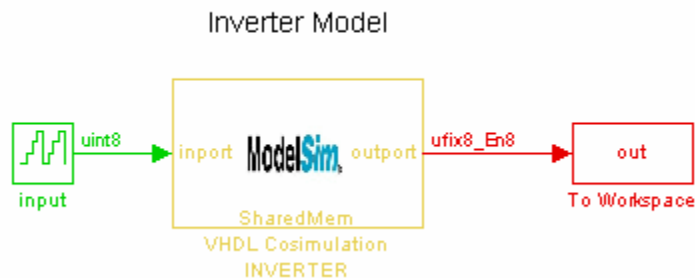 Inverter Model
uint8
inport
ModelSim
outport
ufix8_En8
out
input
SharedMem
To Workspace
VHDL Cosimulation
INVERTER